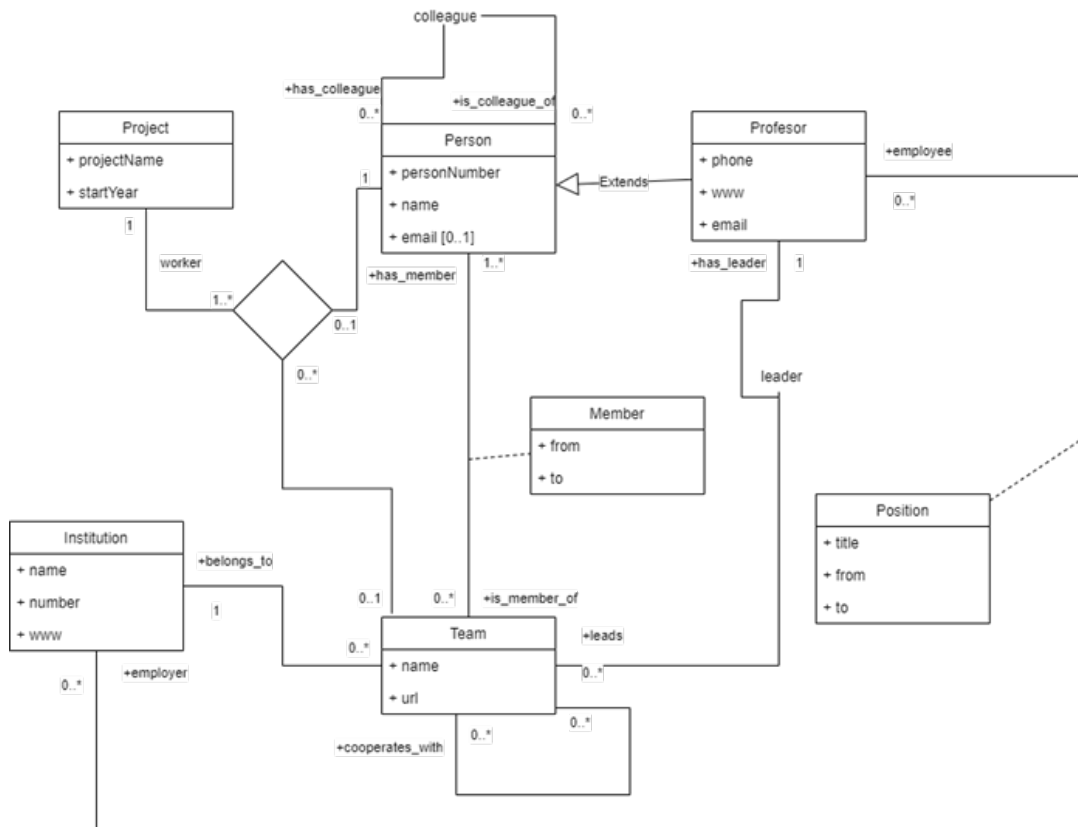 colleague
+has_colleague
0..*
+is_colleague_of
0..*
Project
+ projectName
+ startYear
1
Person
+ personNumber
+ name
+ email [0..1]
1
Extends
Profesor
+ phone
+ www
+ email
+employee
0..*
worker
1..*
0..1
0..*
+has_member
1..*
+has_leader
1
leader
Member
+ from
+ to
Position
+ title
+ from
+ to
Institution
+ name
+ number
+ www
+belongs_to
1
0..*
0..1
0..*
+is_member_of
Team
+ name
+ url
+leads
0..*
+employer
0..*
+cooperates_with
0..*
0..*